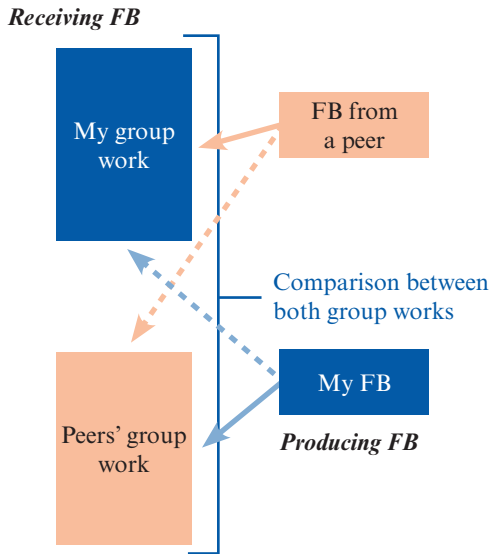 Receiving FB
My group
work
FB from
a peer
Comparison between
both group works
My FB
Peers’ group
work
Producing FB